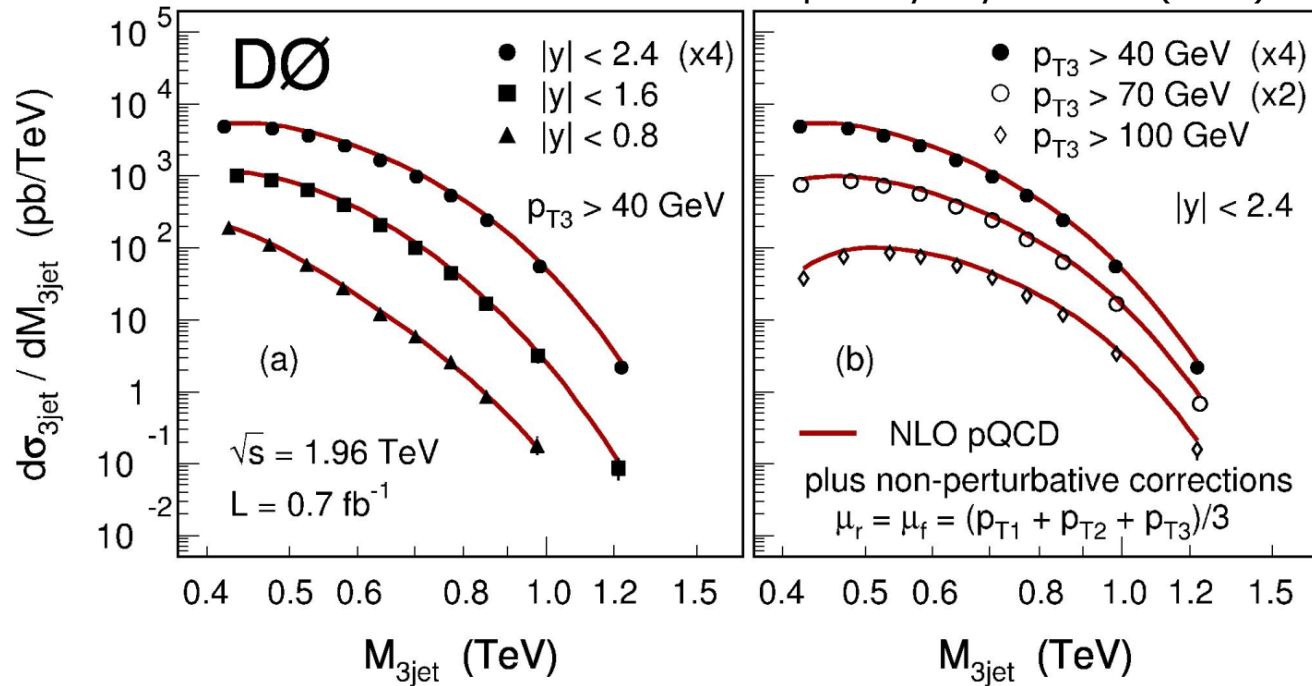 10^5
10^4
10^3
10^2
10
1
10^-1
10^-2
dσ_3jet / dM_3jet (pb/TeV)
DØ
|y| < 2.4 (x4)
|y| < 1.6
|y| < 0.8
p_T3 > 40 GeV
(a)
√s = 1.96 TeV
L = 0.7 fb^-1
0.4 0.5 0.6 0.8 1.0 1.2 1.5
M_3jet (TeV)
p_T3 > 40 GeV (x4)
p_T3 > 70 GeV (x2)
p_T3 > 100 GeV
|y| < 2.4
(b)
NLO pQCD
plus non-perturbative corrections
μ_r = μ_f = (p_T1 + p_T2 + p_T3)/3
0.4 0.5 0.6 0.8 1.0 1.2 1.5
M_3jet (TeV)